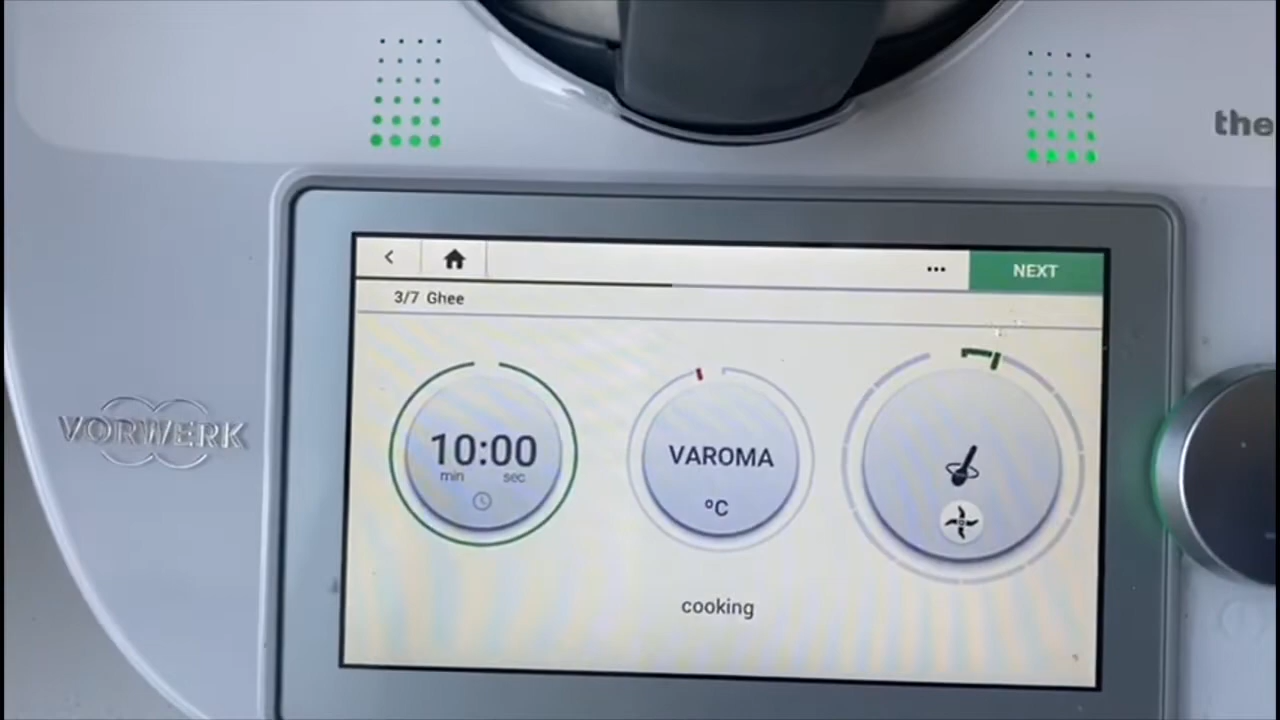 the
NEXT
3/7 Ghee
VORWERK
10:00
min sec
VAROMA
°C
cooking